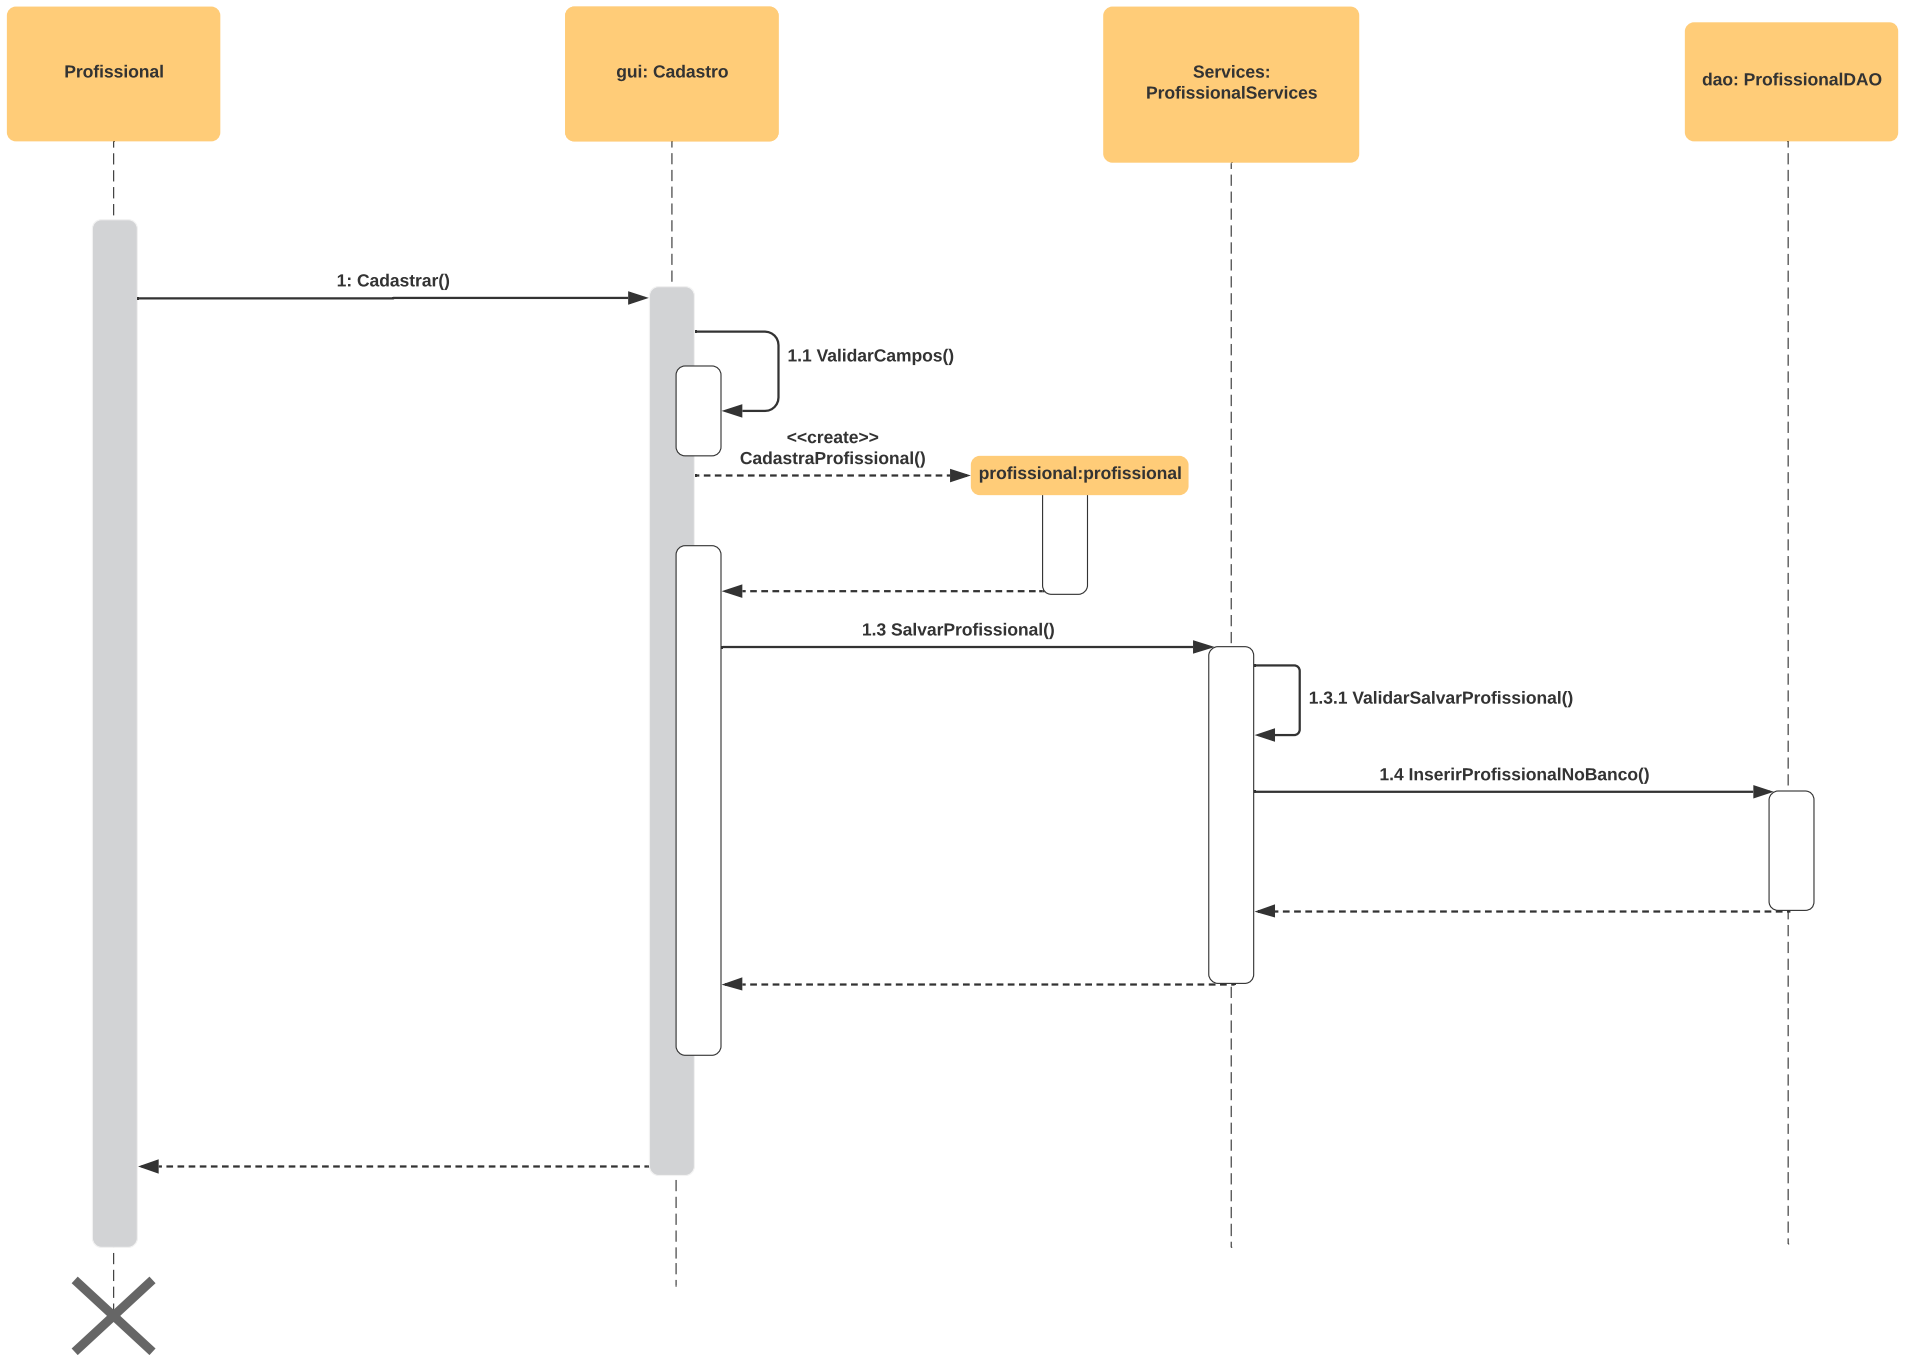 Profissional
gui: Cadastro
Services:
ProfissionalServices
dao: ProfissionalDAO
1: Cadastrar()
1.1 ValidarCampos()
<<create>>
CadastraProfissional()
profissional:profissional
1.3 SalvarProfissional()
1.3.1 ValidarSalvarProfissional()
1.4 InserirProfissionalNoBanco()